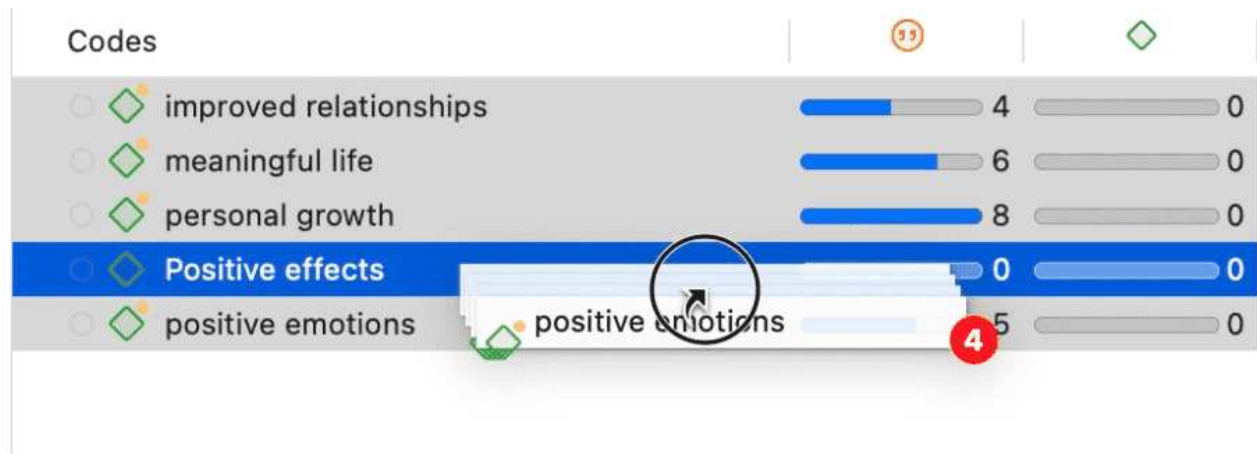 Codes
improved relationships 4 0
meaningful life 6 0
personal growth 8 0
Positive effects 0 0
positive emotions 5 0
positive emotions
4